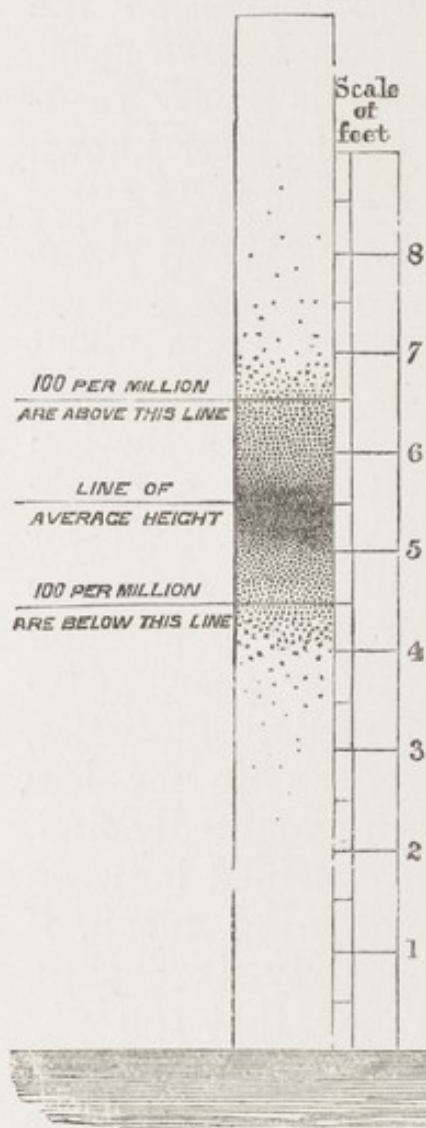 Scale
of
feet
8
7
100 PER MILLION
ARE ABOVE THIS LINE
6
LINE OF
AVERAGE HEIGHT
5
100 PER MILLION
ARE BELOW THIS LINE
4
3
2
1